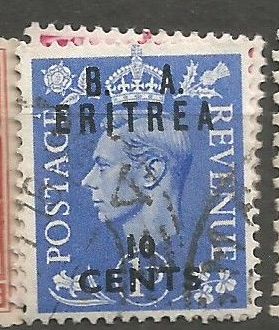 B. A.
ERITREA
POSTAGE
REVENUE
10
CENTS